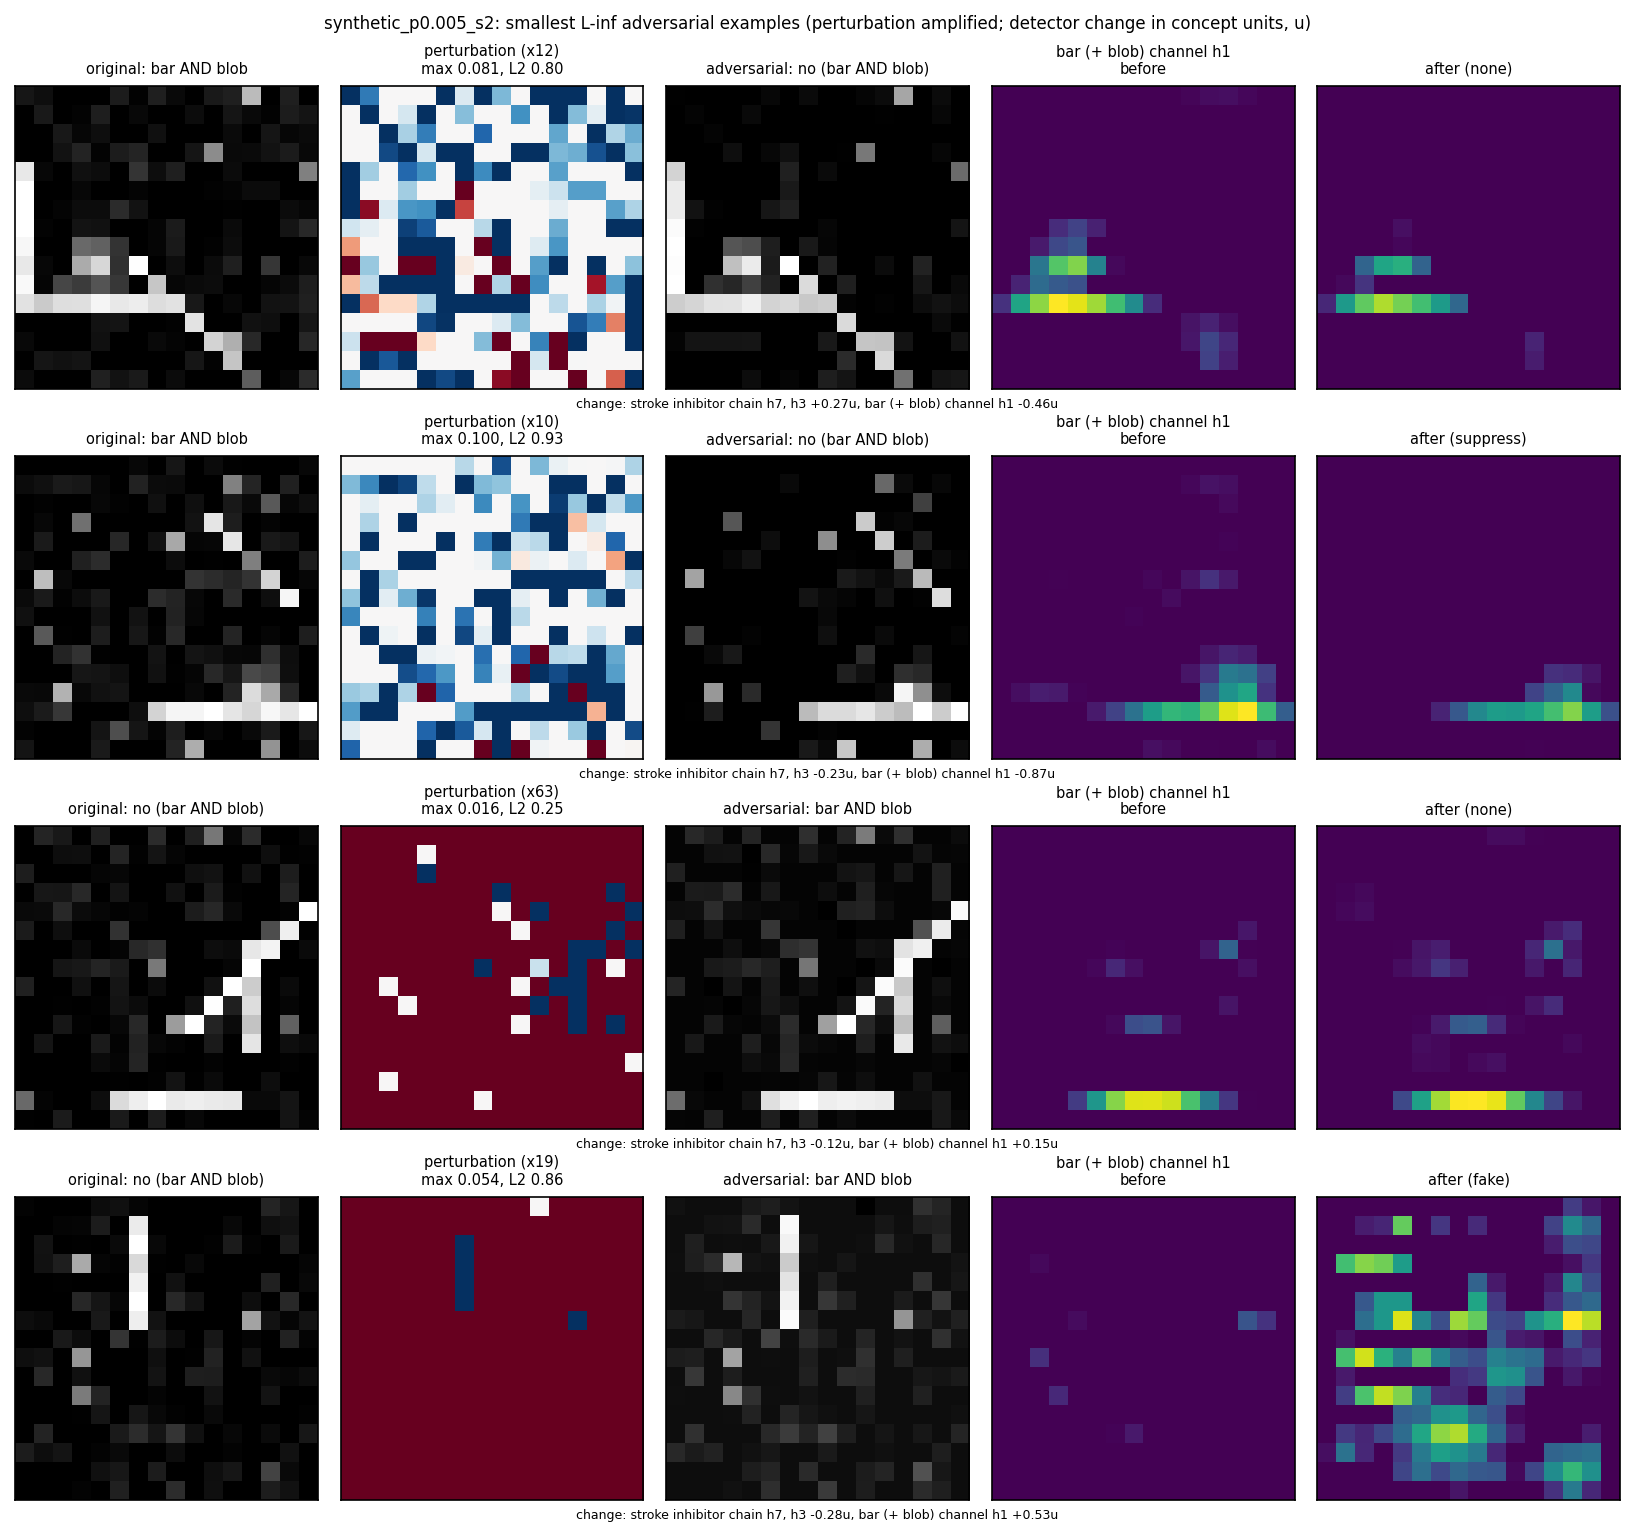 synthetic_p0.005_s2: smallest L-inf adversarial examples (perturbation amplified; detector change in concept units, u)
original: bar AND blob
perturbation (x12)
max 0.081, L2 0.80
adversarial: no (bar AND blob)
bar (+ blob) channel h1
before
after (none)
change: stroke inhibitor chain h7, h3 +0.27u, bar (+ blob) channel h1 -0.46u
original: bar AND blob
perturbation (x10)
max 0.100, L2 0.93
adversarial: no (bar AND blob)
bar (+ blob) channel h1
before
after (suppress)
change: stroke inhibitor chain h7, h3 -0.23u, bar (+ blob) channel h1 -0.87u
original: no (bar AND blob)
perturbation (x63)
max 0.016, L2 0.25
adversarial: bar AND blob
bar (+ blob) channel h1
before
after (none)
change: stroke inhibitor chain h7, h3 -0.12u, bar (+ blob) channel h1 +0.15u
original: no (bar AND blob)
perturbation (x19)
max 0.054, L2 0.86
adversarial: bar AND blob
bar (+ blob) channel h1
before
after (fake)
change: stroke inhibitor chain h7, h3 -0.28u, bar (+ blob) channel h1 +0.53u